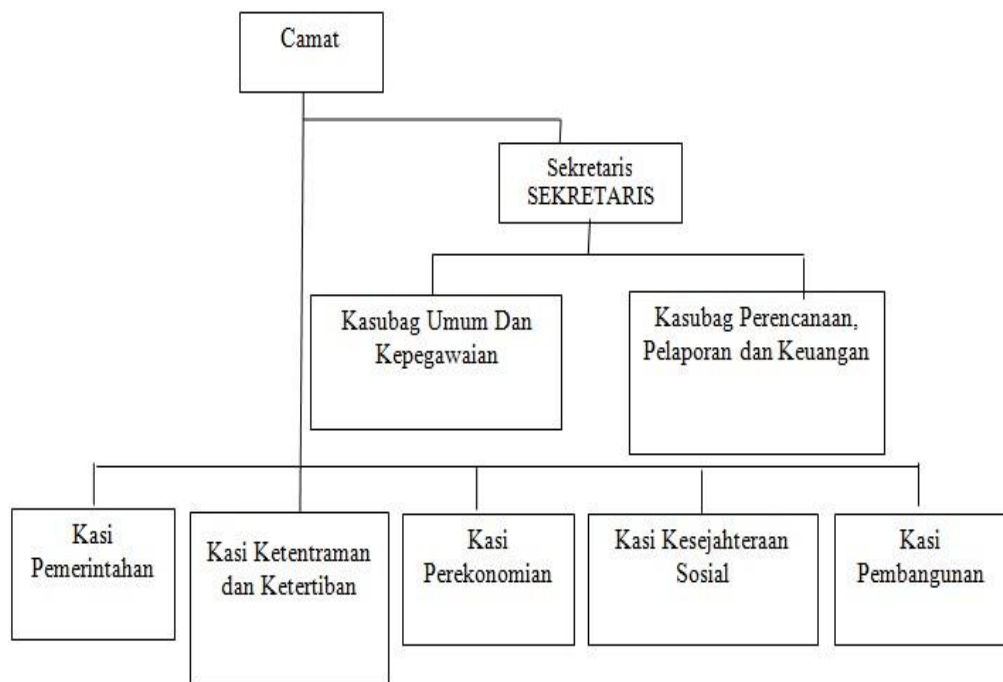 Camat
Sekretaris
SEKRETARIS
Kasubag Umum Dan
Kepegawaian
Kasubag Perencanaan,
Pelaporan dan Keuangan
Kasi
Pemerintahan
Kasi Ketentraman
dan Ketertiban
Kasi
Perekonomian
Kasi Kesejahteraan
Sosial
Kasi
Pembangunan